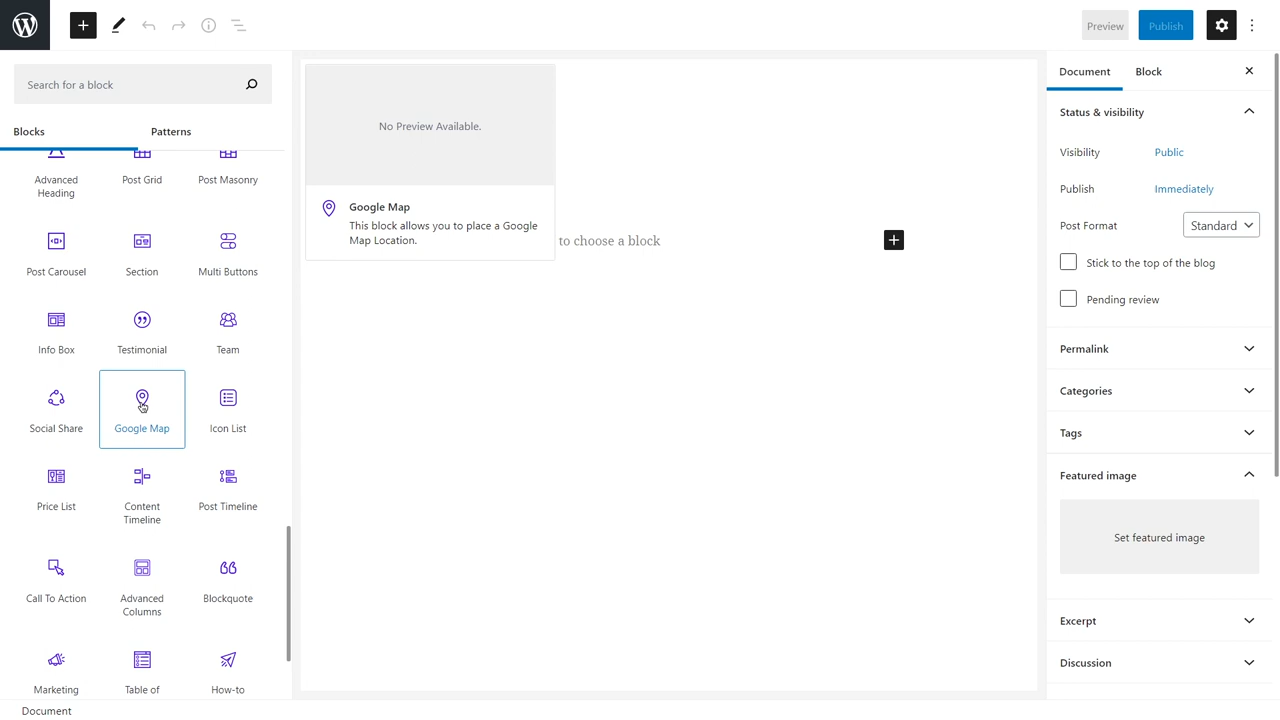 Preview
Publish
Search for a block
Blocks
Patterns
Advanced
Heading
Post Grid
Post Masonry
Post Carousel
Section
Multi Buttons
Info Box
Testimonial
Team
Social Share
Google Map
Icon List
Price List
Content
Timeline
Post Timeline
Call To Action
Advanced
Columns
Blockquote
Marketing
Table of
How-to
Document
No Preview Available.
Google Map
This block allows you to place a Google
Map Location.
to choose a block
Document
Block
Status & visibility
Visibility
Public
Publish
Immediately
Post Format
Standard
Stick to the top of the blog
Pending review
Permalink
Categories
Tags
Featured image
Set featured image
Excerpt
Discussion